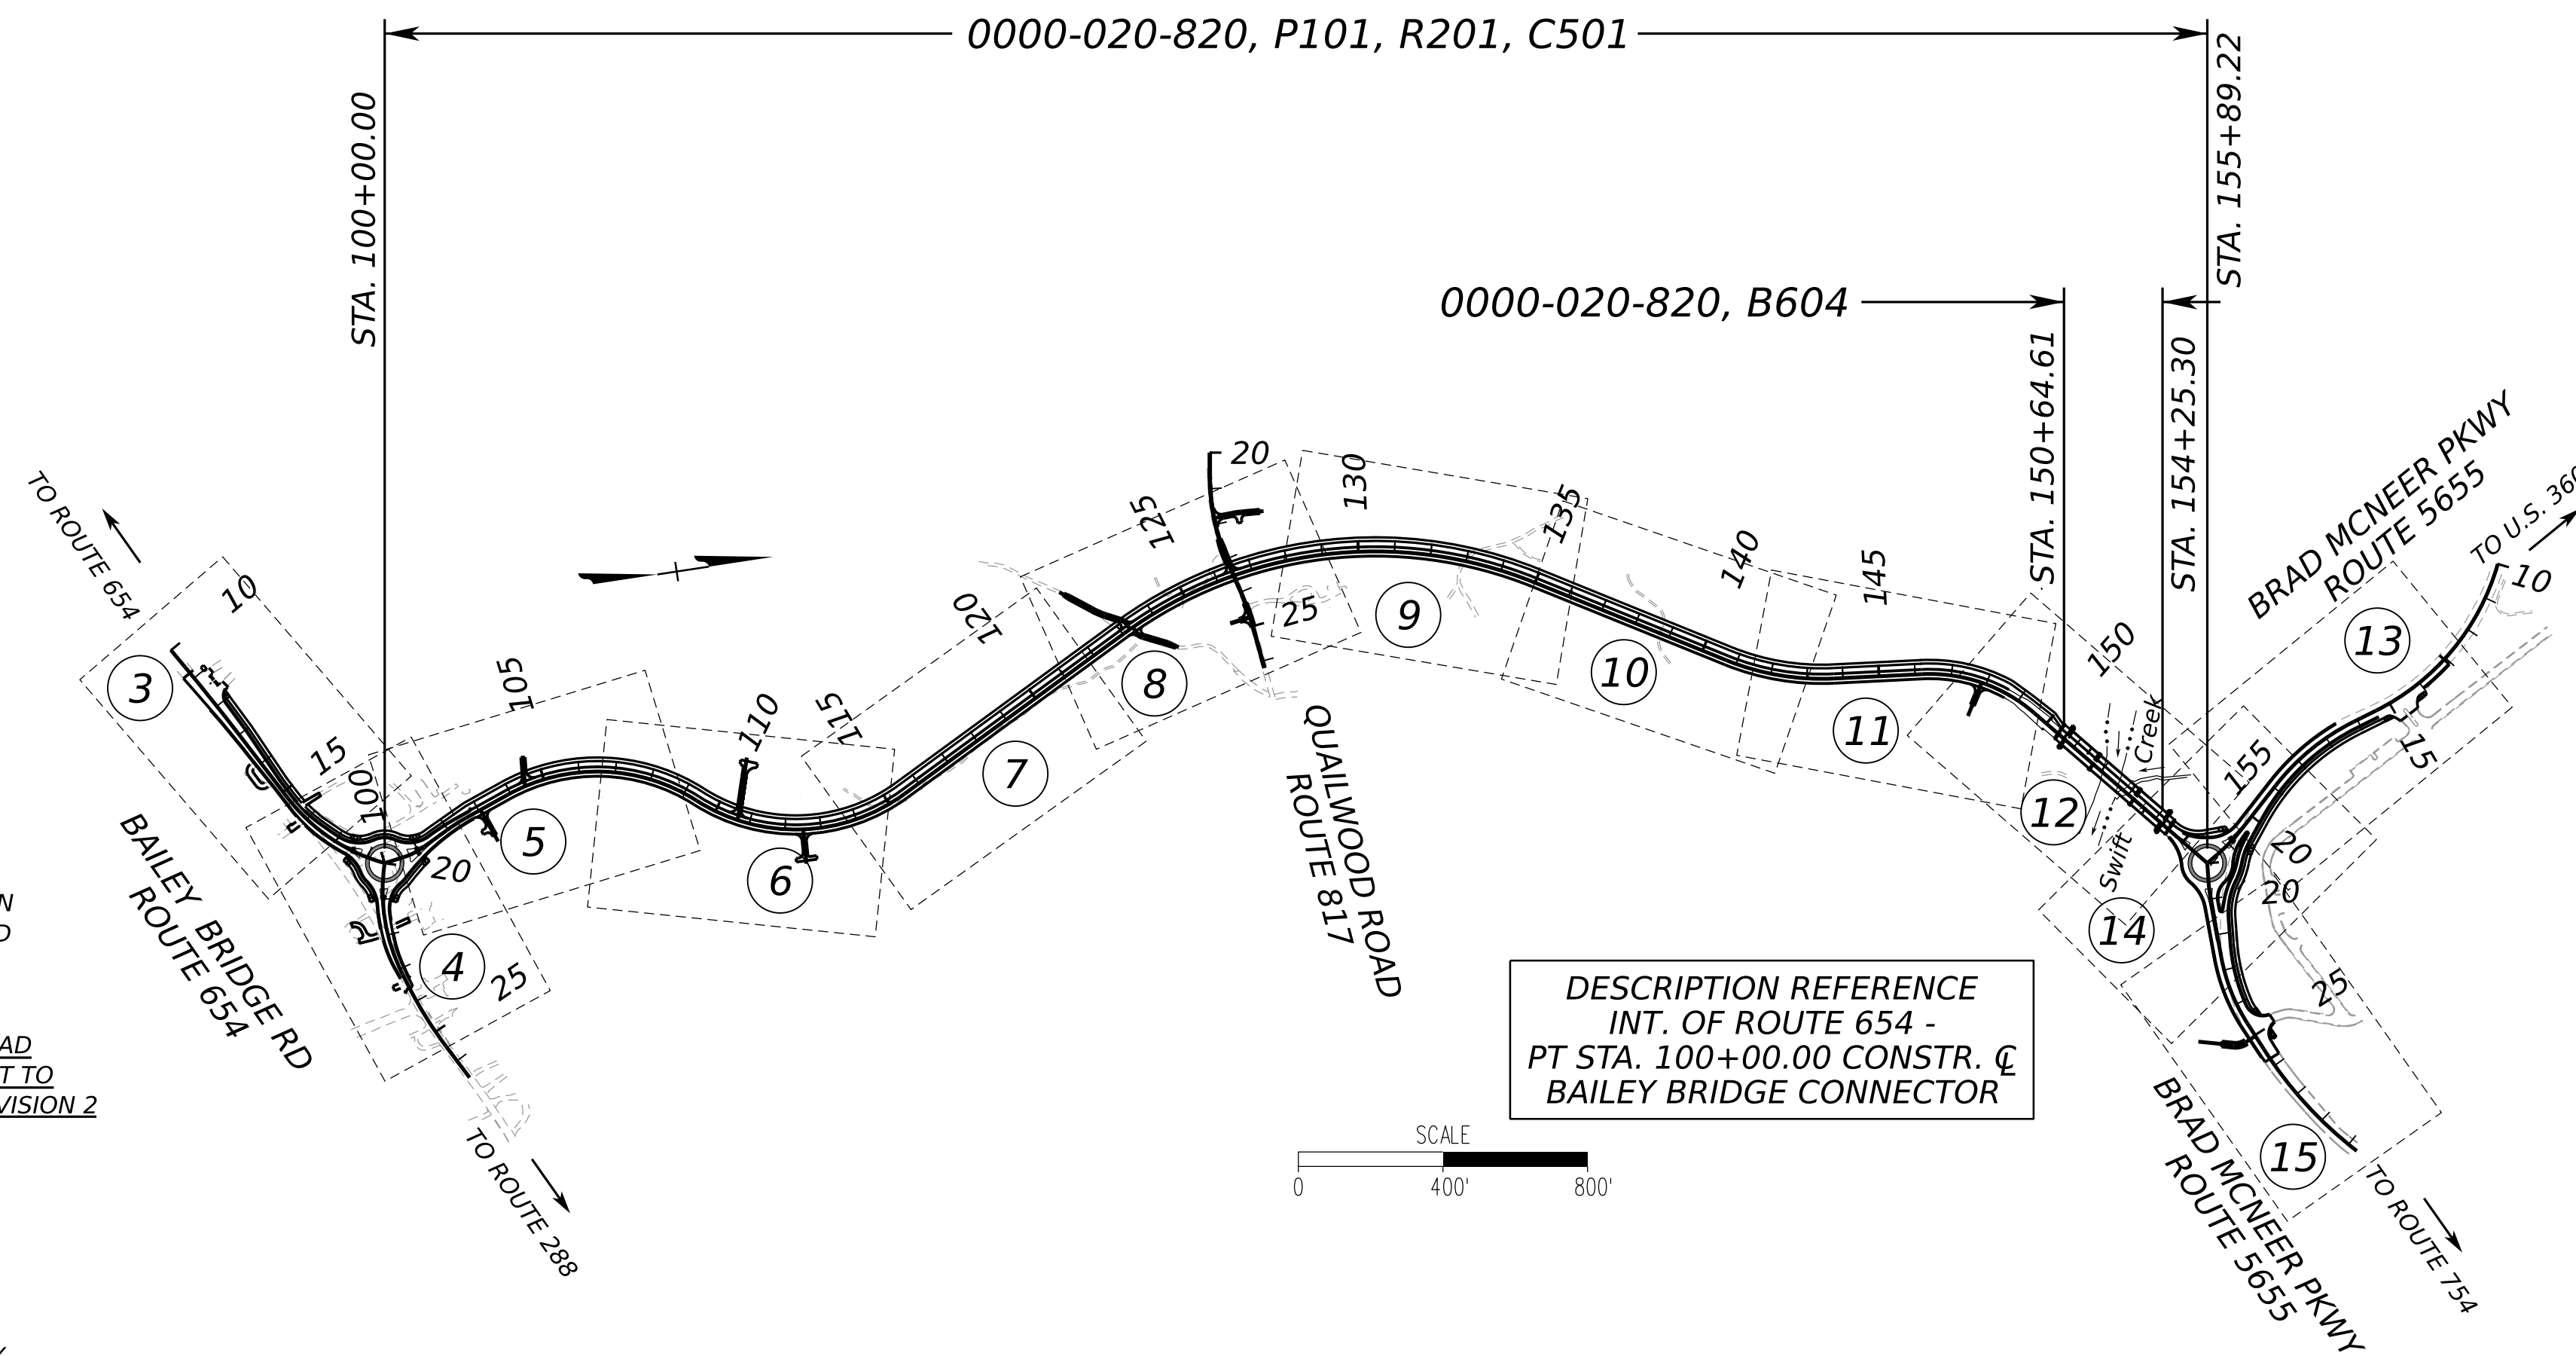 0000-020-820, P101, R201, C501
STA. 100+00.00
STA. 155+89.22
0000-020-820, B604
STA. 150+64.61
STA. 154+25.30
BRAD MCNEER PKWY
ROUTE 5655
TO U.S. 360
10
13
15
TO ROUTE 654
10
3
15
100
105
110
115
120
125
20
25
130
135
140
145
150
155
Swift
Creek
20
20
25
BAILEY BRIDGE RD
ROUTE 654
20
4
25
5
6
7
8
9
10
11
12
14
15
QUAILWOOD ROAD
ROUTE 817
TO ROUTE 288
DESCRIPTION REFERENCE
INT. OF ROUTE 654 -
PT STA. 100+00.00 CONSTR. ℄
BAILEY BRIDGE CONNECTOR
SCALE
0 400' 800'
BRAD MCNEER PKWY
ROUTE 5655
TO ROUTE 754
N
D
AD
T TO
VISION 2